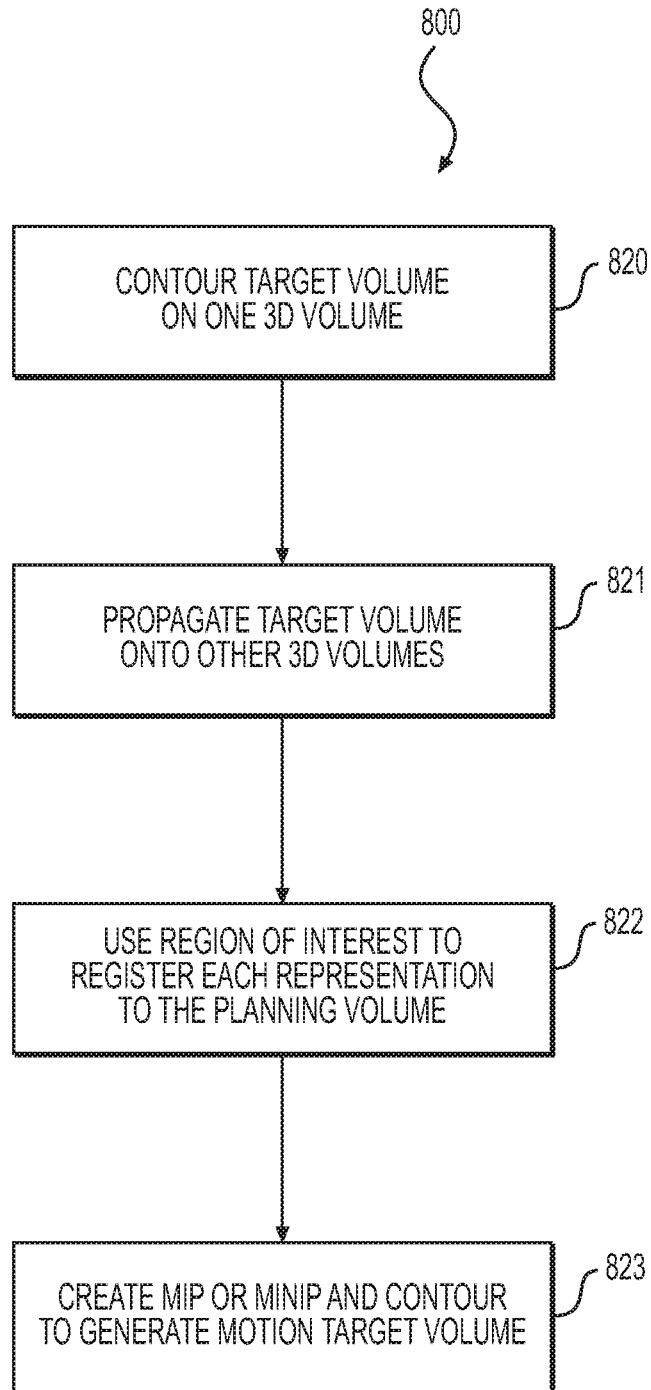 800
CONTOUR TARGET VOLUME
ON ONE 3D VOLUME
820
PROPAGATE TARGET VOLUME
ONTO OTHER 3D VOLUMES
821
USE REGION OF INTEREST TO
REGISTER EACH REPRESENTATION
TO THE PLANNING VOLUME
822
CREATE MIP OR MINIP AND CONTOUR
TO GENERATE MOTION TARGET VOLUME
823